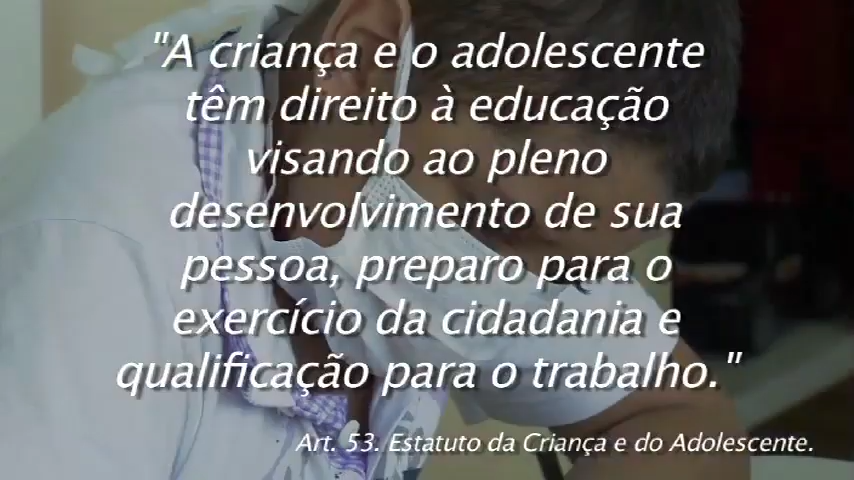 "A criança e o adolescente
têm direito à educação
visando ao pleno
desenvolvimento de sua
pessoa, preparo para o
exercício da cidadania e
qualificação para o trabalho."
Art. 53. Estatuto da Criança e do Adolescente.